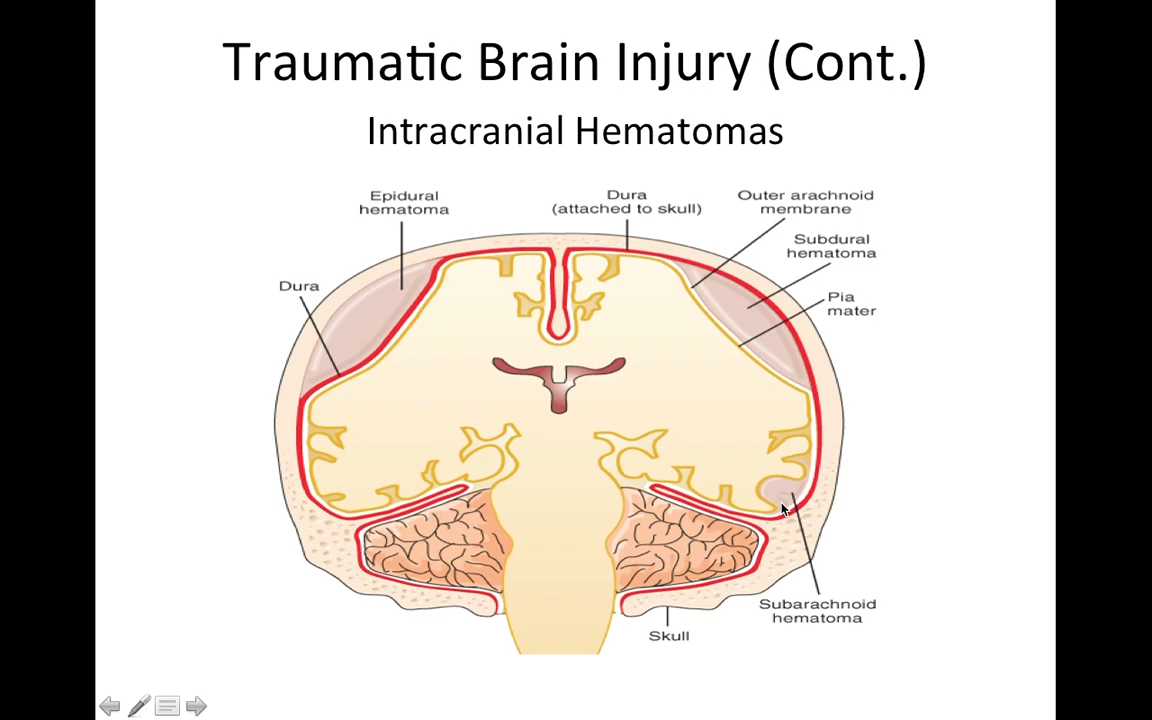 Traumatic Brain Injury (Cont.)
Intracranial Hematomas
Epidural
hematoma
Dura
(attached to skull)
Outer arachnoid
membrane
Subdural
hematoma
Dura
Pia
mater
Subarachnoid
hematoma
Skull